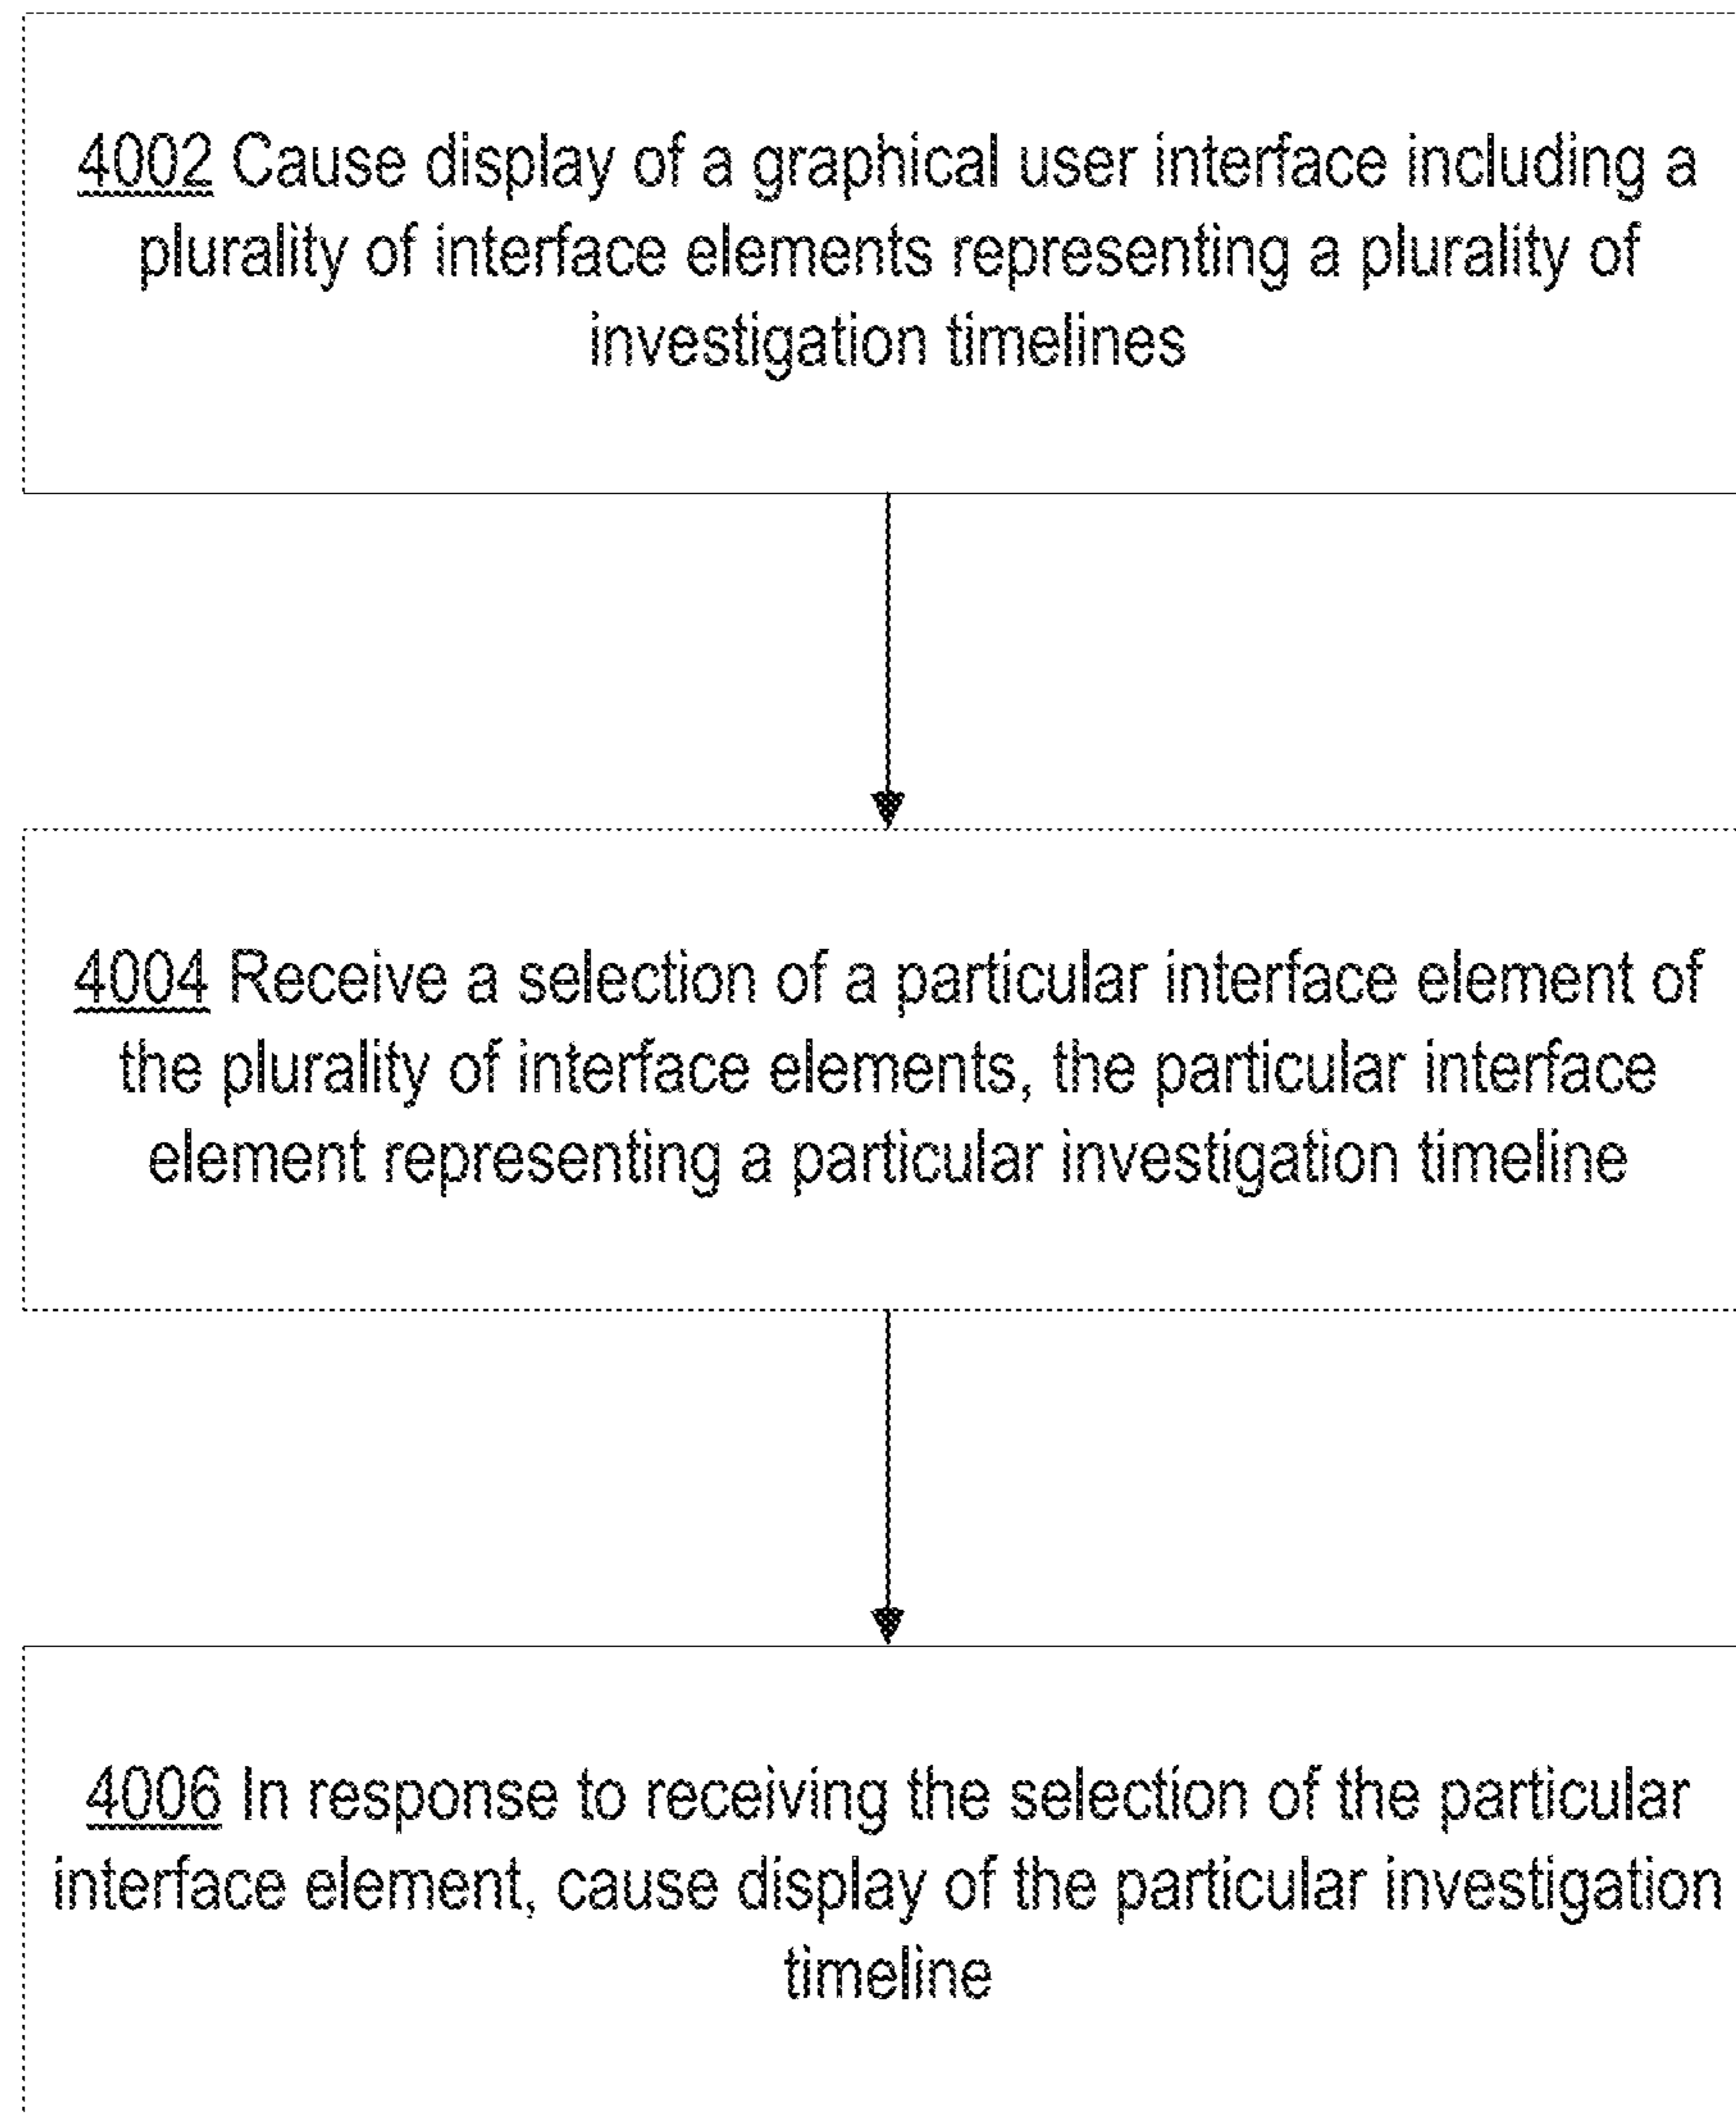 4002 Cause display of a graphical user interface including a
plurality of interface elements representing a plurality of
investigation timelines
4004 Receive a selection of a particular interface element of
the plurality of interface elements, the particular interface
element representing a particular investigation timeline
4006 In response to receiving the selection of the particular
interface element, cause display of the particular investigation
timeline